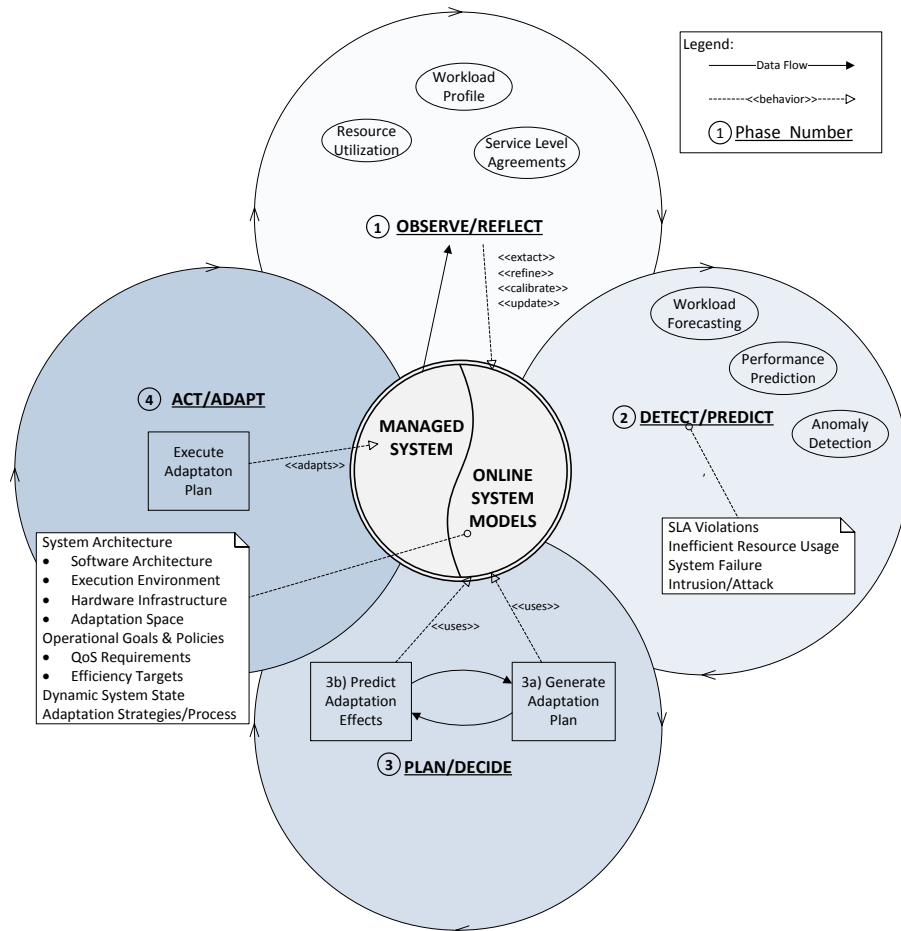 Legend:
Data Flow
<<behavior>>
1 Phase Number
Workload
Profile
Resource
Utilization
Service Level
Agreements
1 OBSERVE/REFLECT
<<extact>>
<<refine>>
<<calibrate>>
<<update>>
Workload
Forecasting
Performance
Prediction
Anomaly
Detection
2 DETECT/PREDICT
SLA Violations
Inefficient Resource Usage
System Failure
Intrusion/Attack
4 ACT/ADAPT
Execute
Adaptaton
Plan
<<adapts>>
MANAGED
SYSTEM
ONLINE
SYSTEM
MODELS
System Architecture
• Software Architecture
• Execution Environment
• Hardware Infrastructure
• Adaptation Space
Operational Goals & Policies
• QoS Requirements
• Efficiency Targets
Dynamic System State
Adaptation Strategies/Process
<<uses>>
<<uses>>
3b) Predict
Adaptation
Effects
3a) Generate
Adaptation
Plan
3 PLAN/DECIDE